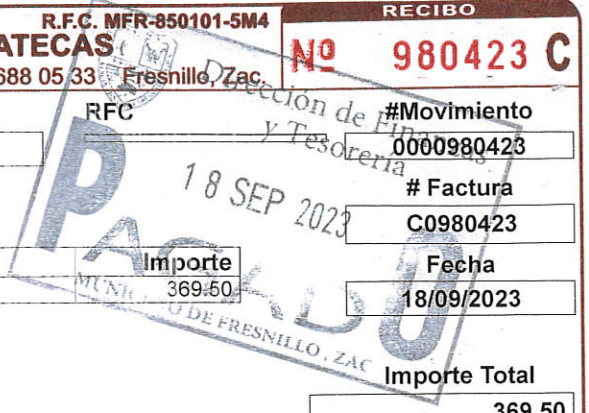 R.F.C. MFR-850101-5M4
RECIBO
ATECAS
Nº 980423 C
688 05 33 Fresnillo, Zac.
Dirección de Finanzas
y Tesorería
RFC
#Movimiento
0000980423
18 SEP 2023
# Factura
C0980423
PAGADO
Importe
369.50
Fecha
18/09/2023
MUNICIPIO DE FRESNILLO, ZAC
Importe Total
369.50